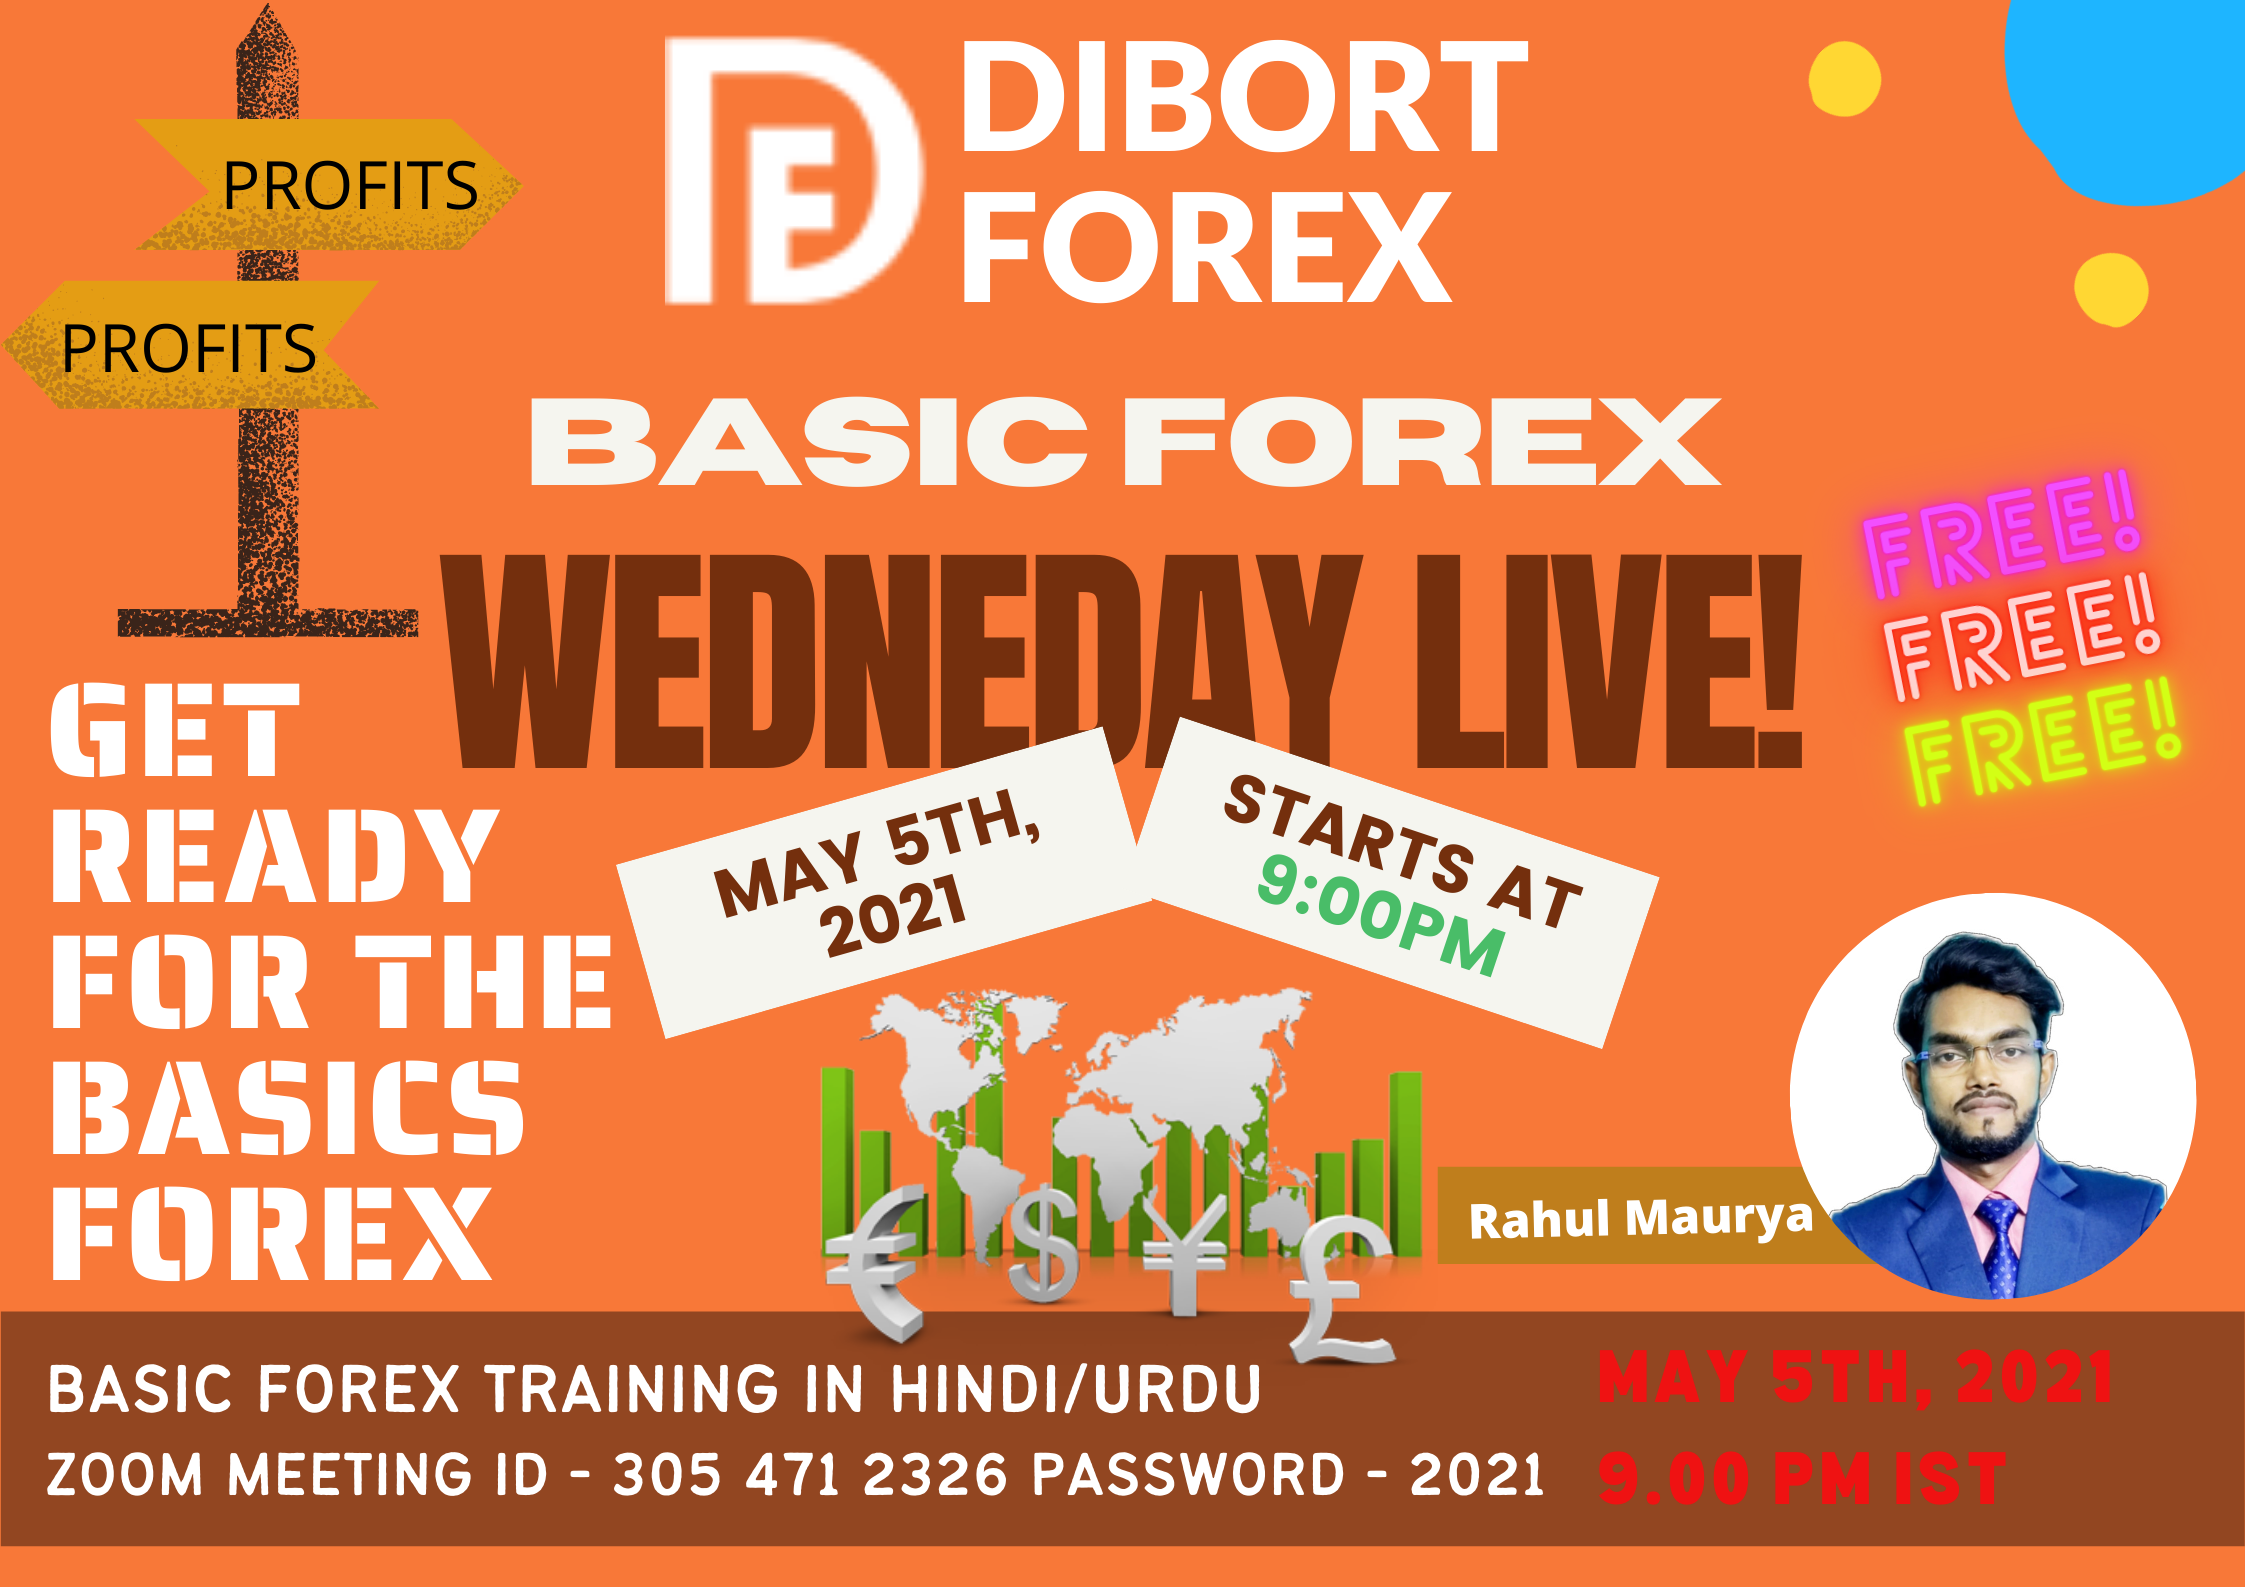 PROFITS
PROFITS
DIBORT
FOREX
BASIC FOREX
WEDNEDAY LIVE!
FREE!
FREE!
FREE!
MAY 5TH,
2021
STARTS AT
9:00PM
GET
READY
FOR THE
BASICS
FOREX
€ $ ¥ £
Rahul Maurya
BASIC FOREX TRAINING IN HINDI/URDU
ZOOM MEETING ID - 305 471 2326 PASSWORD - 2021
MAY 5TH, 2021
9.00 PM IST